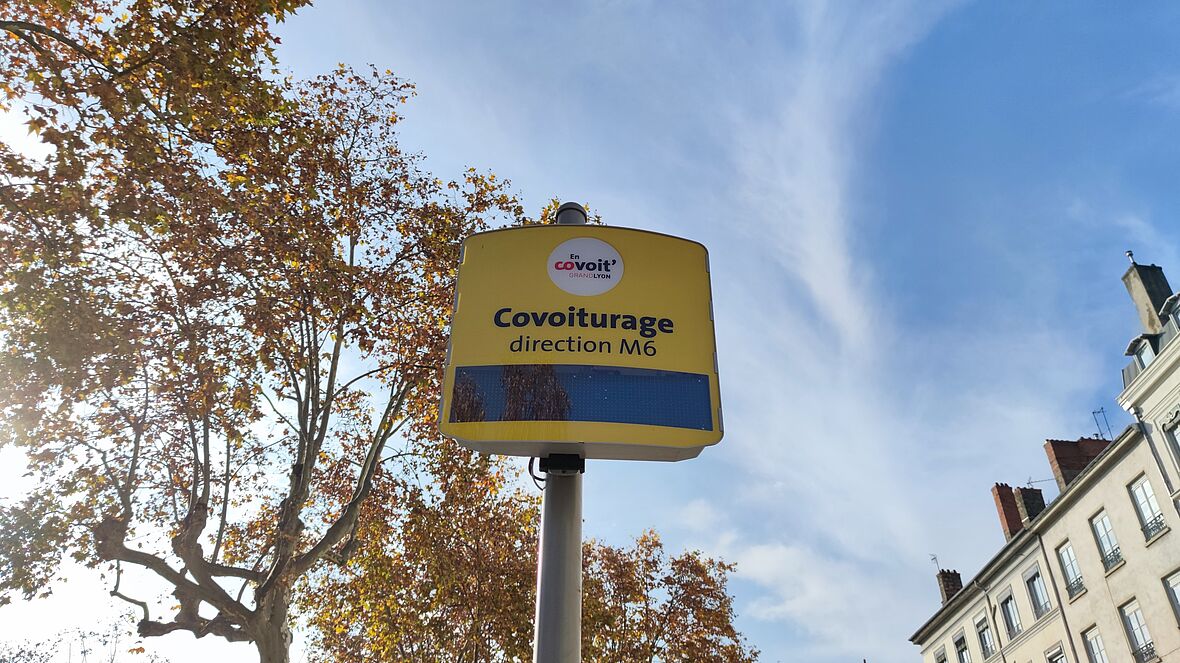 En
covoit'
GRANDLYON
Covoiturage
direction M6